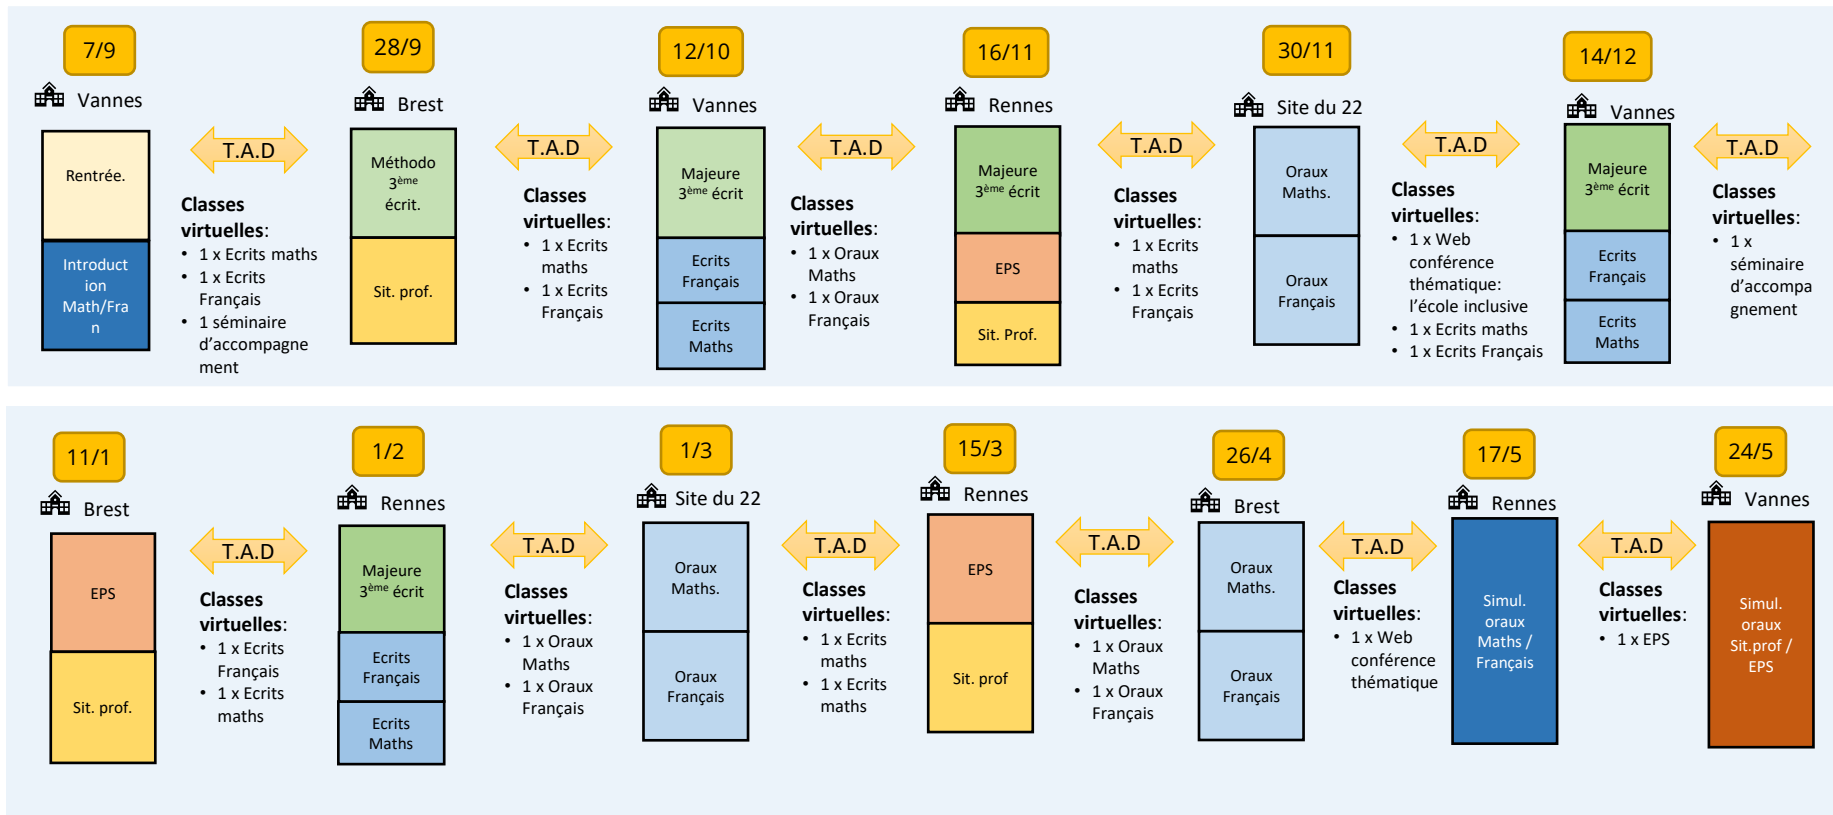 7/9
Vannes
Rentrée.
Introduct
ion
Math/Fra
n
T.A.D
Classes
virtuelles:
• 1 x Ecrits maths
• 1 x Ecrits
Français
• 1 séminaire
d'accompagne
ment
28/9
Brest
Méthodo
3ème
écrit.
Sit. prof.
T.A.D
Classes
virtuelles:
• 1 x Ecrits
maths
• 1 x Ecrits
Français
12/10
Vannes
Majeure
3ème écrit
Ecrits
Français
Ecrits
Maths
T.A.D
Classes
virtuelles:
• 1 x Oraux
Maths
• 1 x Oraux
Français
16/11
Rennes
Majeure
3ème écrit
EPS
Sit. Prof.
T.A.D
Classes
virtuelles:
• 1 x Ecrits
maths
• 1 x Ecrits
Français
30/11
Site du 22
Oraux
Maths.
Oraux
Français
T.A.D
Classes
virtuelles:
• 1 x Web
conférence
thématique:
l'école inclusive
• 1 x Ecrits maths
• 1 x Ecrits Français
14/12
Vannes
Majeure
3ème écrit
Ecrits
Français
Ecrits
Maths
T.A.D
Classes
virtuelles:
• 1 x
séminaire
d'accompa
gnement
11/1
Brest
EPS
Sit. prof.
T.A.D
Classes
virtuelles:
• 1 x Ecrits
Français
• 1 x Ecrits
maths
1/2
Rennes
Majeure
3ème écrit
Ecrits
Français
Ecrits
Maths
T.A.D
Classes
virtuelles:
• 1 x Oraux
Maths
• 1 x Oraux
Français
1/3
Site du 22
Oraux
Maths.
Oraux
Français
T.A.D
Classes
virtuelles:
• 1 x Ecrits
maths
• 1 x Ecrits
maths
15/3
Rennes
EPS
Sit. prof
T.A.D
Classes
virtuelles:
• 1 x Oraux
Maths
• 1 x Oraux
Français
26/4
Brest
Oraux
Maths.
Oraux
Français
T.A.D
Classes
virtuelles:
• 1 x Web
conférence
thématique
17/5
Rennes
Simul.
oraux
Maths /
Français
T.A.D
Classes
virtuelles:
• 1 x EPS
24/5
Vannes
Simul.
oraux
Sit.prof /
EPS